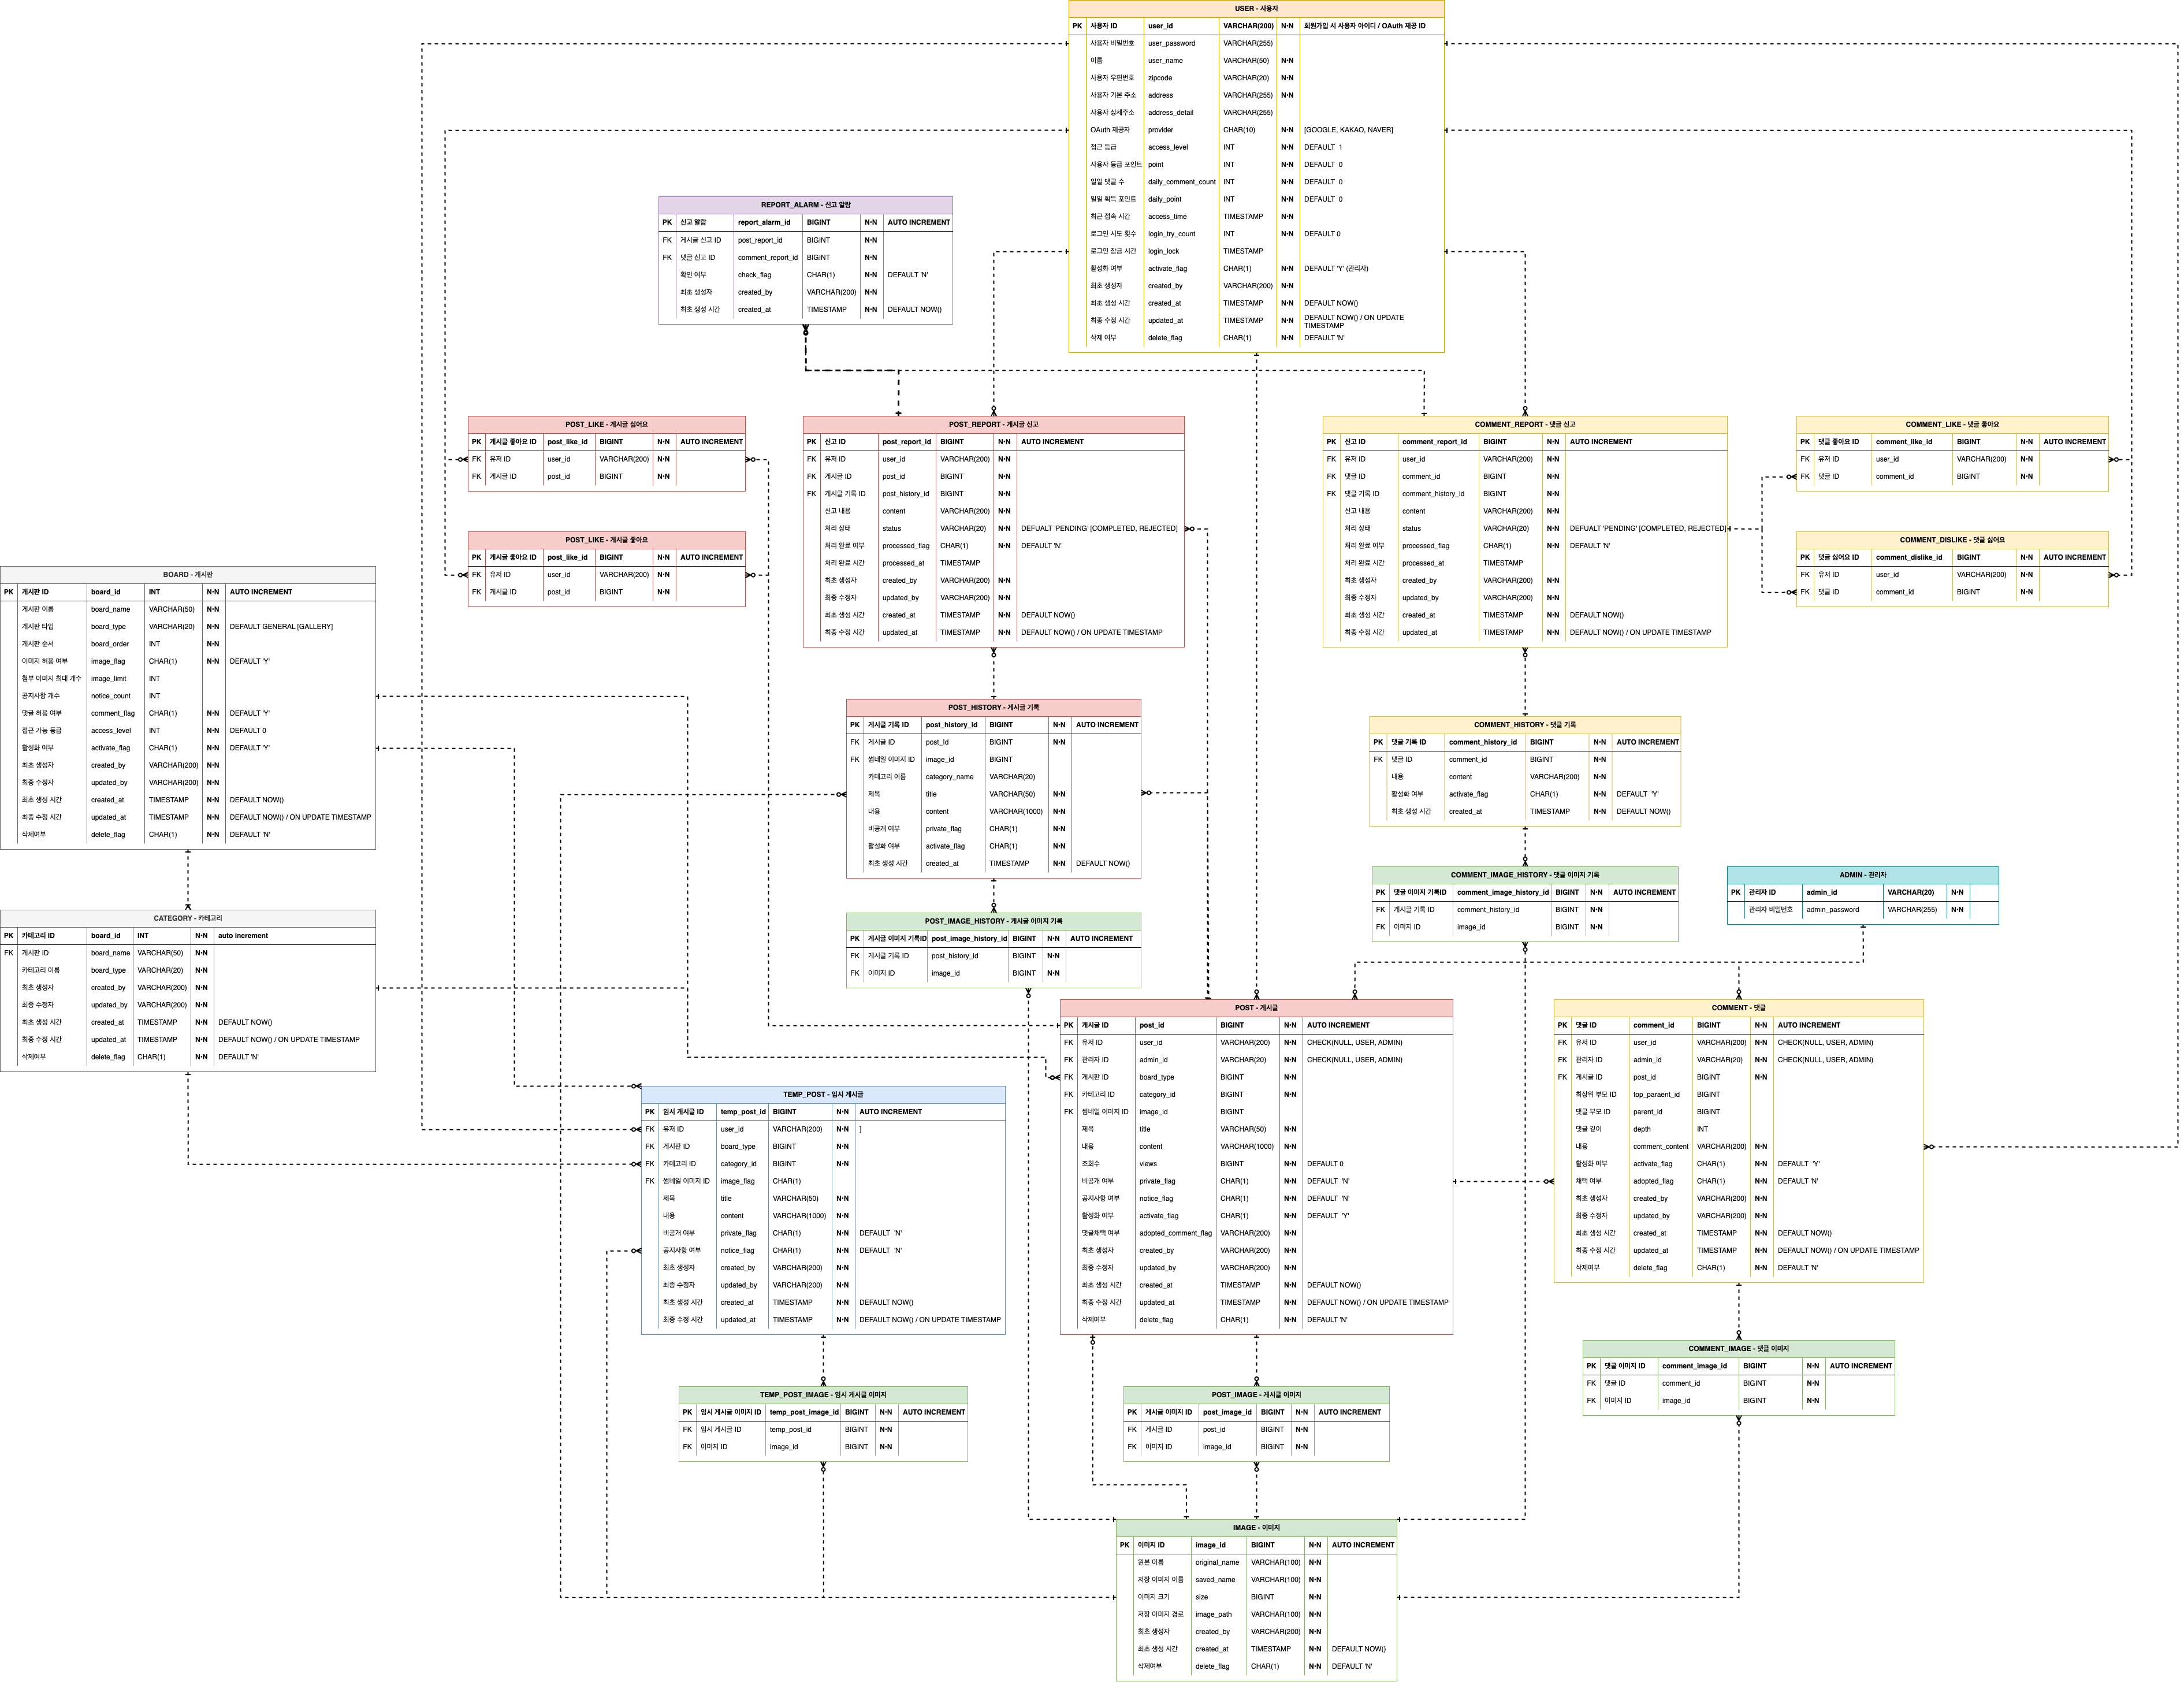 USER - 사용자
PK 사용자 ID user_id VARCHAR(200) N-N 회원가입 시 사용자 아이디 / OAuth 제공 ID
사용자 비밀번호 user_password VARCHAR(255)
이름 user_name VARCHAR(50) N-N
사용자 우편번호 zipcode VARCHAR(20) N-N
사용자 기본 주소 address VARCHAR(255) N-N
사용자 상세주소 address_detail VARCHAR(255)
OAuth 제공자 provider CHAR(10) N-N [GOOGLE, KAKAO, NAVER]
접근 등급 access_level INT N-N DEFAULT 1
사용자 등급 포인트 point INT N-N DEFAULT 0
일일 댓글 수 daily_comment_count INT N-N DEFAULT 0
일일 획득 포인트 daily_point INT N-N DEFAULT 0
최근 접속 시간 access_time TIMESTAMP N-N
로그인 시도 횟수 login_try_count INT N-N DEFAULT 0
로그인 잠금 시간 login_lock TIMESTAMP
활성화 여부 activate_flag CHAR(1) N-N DEFAULT 'Y' (관리자)
최초 생성자 created_by VARCHAR(200) N-N
최초 생성 시간 created_at TIMESTAMP N-N DEFAULT NOW()
최종 수정 시간 updated_at TIMESTAMP N-N DEFAULT NOW() / ON UPDATE
TIMESTAMP
삭제 여부 delete_flag CHAR(1) N-N DEFAULT 'N'
REPORT_ALARM - 신고 알람
PK 신고 알람 report_alarm_id BIGINT N-N AUTO INCREMENT
FK 게시글 신고 ID post_report_id BIGINT N-N
FK 댓글 신고 ID comment_report_id BIGINT N-N
확인 여부 check_flag CHAR(1) N-N DEFAULT 'N'
최초 생성자 created_by VARCHAR(200) N-N
최초 생성 시간 created_at TIMESTAMP N-N DEFAULT NOW()
POST_LIKE - 게시글 싫어요
PK 게시글 좋아요 ID post_like_id BIGINT N-N AUTO INCREMENT
FK 유저 ID user_id VARCHAR(200) N-N
FK 게시글 ID post_id BIGINT N-N
POST_LIKE - 게시글 좋아요
PK 게시글 좋아요 ID post_like_id BIGINT N-N AUTO INCREMENT
FK 유저 ID user_id VARCHAR(200) N-N
FK 게시글 ID post_id BIGINT N-N
POST_REPORT - 게시글 신고
PK 신고 ID post_report_id BIGINT N-N AUTO INCREMENT
FK 유저 ID user_id VARCHAR(200) N-N
FK 게시글 ID post_id BIGINT N-N
FK 게시글 기록 ID post_history_id BIGINT N-N
신고 내용 content VARCHAR(200) N-N
처리 상태 status VARCHAR(20) N-N DEFUALT 'PENDING' [COMPLETED, REJECTED]
처리 완료 여부 processed_flag CHAR(1) N-N DEFAULT 'N'
처리 완료 시간 processed_at TIMESTAMP
최초 생성자 created_by VARCHAR(200) N-N
최종 수정자 updated_by VARCHAR(200) N-N
최초 생성 시간 created_at TIMESTAMP N-N DEFAULT NOW()
최종 수정 시간 updated_at TIMESTAMP N-N DEFAULT NOW() / ON UPDATE TIMESTAMP
COMMENT_REPORT - 댓글 신고
PK 신고 ID comment_report_id BIGINT N-N AUTO INCREMENT
FK 유저 ID user_id VARCHAR(200) N-N
FK 댓글 ID comment_id BIGINT N-N
FK 댓글 기록 ID comment_history_id BIGINT N-N
신고 내용 content VARCHAR(200) N-N
처리 상태 status VARCHAR(20) N-N DEFUALT 'PENDING' [COMPLETED, REJECTED]
처리 완료 여부 processed_flag CHAR(1) N-N DEFAULT 'N'
처리 완료 시간 processed_at TIMESTAMP
최초 생성자 created_by VARCHAR(200) N-N
최종 수정자 updated_by VARCHAR(200) N-N
최초 생성 시간 created_at TIMESTAMP N-N DEFAULT NOW()
최종 수정 시간 updated_at TIMESTAMP N-N DEFAULT NOW() / ON UPDATE TIMESTAMP
COMMENT_LIKE - 댓글 좋아요
PK 댓글 좋아요 ID comment_like_id BIGINT N-N AUTO INCREMENT
FK 유저 ID user_id VARCHAR(200) N-N
FK 댓글 ID comment_id BIGINT N-N
COMMENT_DISLIKE - 댓글 싫어요
PK 댓글 싫어요 ID comment_dislike_id BIGINT N-N AUTO INCREMENT
FK 유저 ID user_id VARCHAR(200) N-N
FK 댓글 ID comment_id BIGINT N-N
BOARD - 게시판
PK 게시판 ID board_id INT N-N AUTO INCREMENT
게시판 이름 board_name VARCHAR(50) N-N
게시판 타입 board_type VARCHAR(20) N-N DEFAULT GENERAL [GALLERY]
게시판 순서 board_order INT N-N
이미지 허용 여부 image_flag CHAR(1) N-N DEFAULT 'Y'
첨부 이미지 최대 개수 image_limit INT
공지사항 개수 notice_count INT
댓글 허용 여부 comment_flag CHAR(1) N-N DEFAULT 'Y'
접근 가능 등급 access_level INT N-N DEFAULT 0
활성화 여부 activate_flag CHAR(1) N-N DEFAULT 'Y'
최초 생성자 created_by VARCHAR(200) N-N
최종 수정자 updated_by VARCHAR(200) N-N
최초 생성 시간 created_at TIMESTAMP N-N DEFAULT NOW()
최종 수정 시간 updated_at TIMESTAMP N-N DEFAULT NOW() / ON UPDATE TIMESTAMP
삭제여부 delete_flag CHAR(1) N-N DEFAULT 'N'
POST_HISTORY - 게시글 기록
PK 게시글 기록 ID post_history_id BIGINT N-N AUTO INCREMENT
FK 게시글 ID post_Id BIGINT N-N
FK 썸네일 이미지 ID image_id BIGINT
카테고리 이름 category_name VARCHAR(20)
제목 title VARCHAR(50) N-N
내용 content VARCHAR(1000) N-N
비공개 여부 private_flag CHAR(1) N-N
활성화 여부 activate_flag CHAR(1) N-N
최초 생성 시간 created_at TIMESTAMP N-N DEFAULT NOW()
COMMENT_HISTORY - 댓글 기록
PK 댓글 기록 ID comment_history_id BIGINT N-N AUTO INCREMENT
FK 댓글 ID comment_id BIGINT N-N
내용 content VARCHAR(200) N-N
활성화 여부 activate_flag CHAR(1) N-N DEFAULT 'Y'
최초 생성 시간 created_at TIMESTAMP N-N DEFAULT NOW()
COMMENT_IMAGE_HISTORY - 댓글 이미지 기록
PK 댓글 이미지 기록ID comment_image_history_id BIGINT N-N AUTO INCREMENT
FK 게시글 기록 ID comment_history_id BIGINT N-N
FK 이미지 ID image_id BIGINT N-N
ADMIN - 관리자
PK 관리자 ID admin_id VARCHAR(20) N-N
관리자 비밀번호 admin_password VARCHAR(255) N-N
CATEGORY - 카테고리
PK 카테고리 ID board_id INT N-N auto increment
FK 게시판 ID board_name VARCHAR(50) N-N
카테고리 이름 board_type VARCHAR(20) N-N
최초 생성자 created_by VARCHAR(200) N-N
최종 수정자 updated_by VARCHAR(200) N-N
최초 생성 시간 created_at TIMESTAMP N-N DEFAULT NOW()
최종 수정 시간 updated_at TIMESTAMP N-N DEFAULT NOW() / ON UPDATE TIMESTAMP
삭제여부 delete_flag CHAR(1) N-N DEFAULT 'N'
POST_IMAGE_HISTORY - 게시글 이미지 기록
PK 게시글 이미지 기록ID post_image_history_id BIGINT N-N AUTO INCREMENT
FK 게시글 기록 ID post_history_id BIGINT N-N
FK 이미지 ID image_id BIGINT N-N
POST - 게시글
PK 게시글 ID post_id BIGINT N-N AUTO INCREMENT
FK 유저 ID user_id VARCHAR(200) N-N CHECK(NULL, USER, ADMIN)
FK 관리자 ID admin_id VARCHAR(20) N-N CHECK(NULL, USER, ADMIN)
FK 게시판 ID board_type BIGINT N-N
FK 카테고리 ID category_id BIGINT N-N
FK 썸네일 이미지 ID image_id BIGINT
제목 title VARCHAR(50) N-N
내용 content VARCHAR(1000) N-N
조회수 views BIGINT N-N DEFAULT 0
비공개 여부 private_flag CHAR(1) N-N DEFAULT 'N'
공지사항 여부 notice_flag CHAR(1) N-N DEFAULT 'N'
활성화 여부 activate_flag CHAR(1) N-N DEFAULT 'Y'
댓글채택 여부 adopted_comment_flag VARCHAR(200) N-N
최초 생성자 created_by VARCHAR(200) N-N
최종 수정자 updated_by VARCHAR(200) N-N
최초 생성 시간 created_at TIMESTAMP N-N DEFAULT NOW()
최종 수정 시간 updated_at TIMESTAMP N-N DEFAULT NOW() / ON UPDATE TIMESTAMP
삭제여부 delete_flag CHAR(1) N-N DEFAULT 'N'
COMMENT - 댓글
PK 댓글 ID comment_id BIGINT N-N AUTO INCREMENT
FK 유저 ID user_id VARCHAR(200) N-N CHECK(NULL, USER, ADMIN)
FK 관리자 ID admin_id VARCHAR(20) N-N CHECK(NULL, USER, ADMIN)
FK 게시글 ID post_id BIGINT N-N
최상위 부모 ID top_paraent_id BIGINT
댓글 부모 ID parent_id BIGINT
댓글 깊이 depth INT
내용 comment_content VARCHAR(200) N-N
활성화 여부 activate_flag CHAR(1) N-N DEFAULT 'Y'
채택 여부 adopted_flag CHAR(1) N-N DEFAULT 'N'
최초 생성자 created_by VARCHAR(200) N-N
최종 수정자 updated_by VARCHAR(200) N-N
최초 생성 시간 created_at TIMESTAMP N-N DEFAULT NOW()
최종 수정 시간 updated_at TIMESTAMP N-N DEFAULT NOW() / ON UPDATE TIMESTAMP
삭제여부 delete_flag CHAR(1) N-N DEFAULT 'N'
TEMP_POST - 임시 게시글
PK 임시 게시글 ID temp_post_id BIGINT N-N AUTO INCREMENT
FK 유저 ID user_id VARCHAR(200) N-N ]
FK 게시판 ID board_type BIGINT N-N
FK 카테고리 ID category_id BIGINT N-N
FK 썸네일 이미지 ID image_flag CHAR(1)
제목 title VARCHAR(50) N-N
내용 content VARCHAR(1000) N-N
비공개 여부 private_flag CHAR(1) N-N DEFAULT 'N'
공지사항 여부 notice_flag CHAR(1) N-N DEFAULT 'N'
최초 생성자 created_by VARCHAR(200) N-N
최종 수정자 updated_by VARCHAR(200) N-N
최초 생성 시간 created_at TIMESTAMP N-N DEFAULT NOW()
최종 수정 시간 updated_at TIMESTAMP N-N DEFAULT NOW() / ON UPDATE TIMESTAMP
TEMP_POST_IMAGE - 임시 게시글 이미지
PK 임시 게시글 이미지 ID temp_post_image_id BIGINT N-N AUTO INCREMENT
FK 임시 게시글 ID temp_post_id BIGINT N-N
FK 이미지 ID image_id BIGINT N-N
POST_IMAGE - 게시글 이미지
PK 게시글 이미지 ID post_image_id BIGINT N-N AUTO INCREMENT
FK 게시글 ID post_id BIGINT N-N
FK 이미지 ID image_id BIGINT N-N
COMMENT_IMAGE - 댓글 이미지
PK 댓글 이미지 ID comment_image_id BIGINT N-N AUTO INCREMENT
FK 댓글 ID comment_id BIGINT N-N
FK 이미지 ID image_id BIGINT N-N
IMAGE - 이미지
PK 이미지 ID image_id BIGINT N-N AUTO INCREMENT
원본 이름 original_name VARCHAR(100) N-N
저장 이미지 이름 saved_name VARCHAR(100) N-N
이미지 크기 size BIGINT N-N
저장 이미지 경로 image_path VARCHAR(100) N-N
최초 생성자 created_by VARCHAR(200) N-N
최초 생성 시간 created_at TIMESTAMP N-N DEFAULT NOW()
삭제여부 delete_flag CHAR(1) N-N DEFAULT 'N'